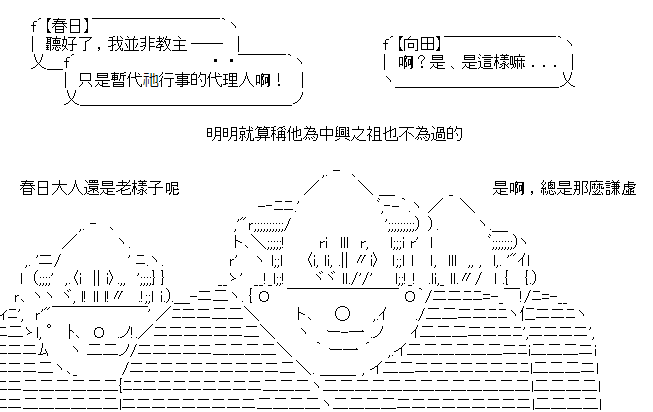 【春日】
聽好了，我並非教主──
・・
只是暫代祂行事的代理人啊！
【向田】
啊？是、是這樣嘛...
明明就算稱他為中興之祖也不為過的
春日大人還是老樣子呢
是啊，總是那麼謙虛